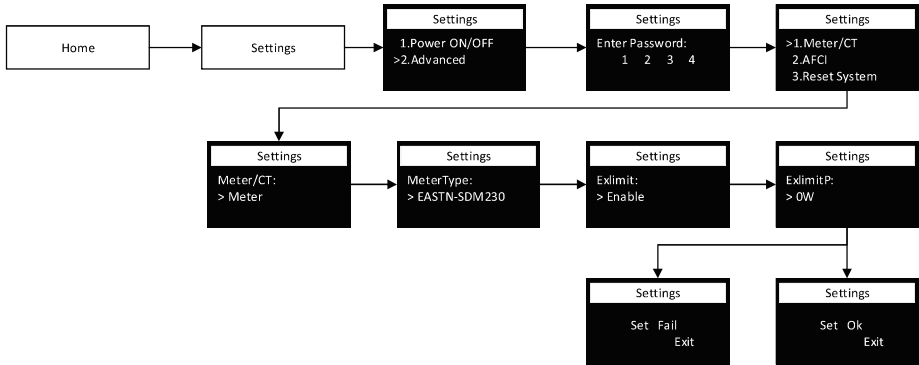 Home
Settings
Settings
1.Power ON/OFF
>2.Advanced
Settings
Enter Password:
1 2 3 4
Settings
>1.Meter/CT
2.AFCI
3.Reset System
Settings
Meter/CT:
> Meter
Settings
MeterType:
> EASTN-SDM230
Settings
Exlimit:
> Enable
Settings
ExlimitP:
> 0W
Settings
Set Fail
Exit
Settings
Set Ok
Exit